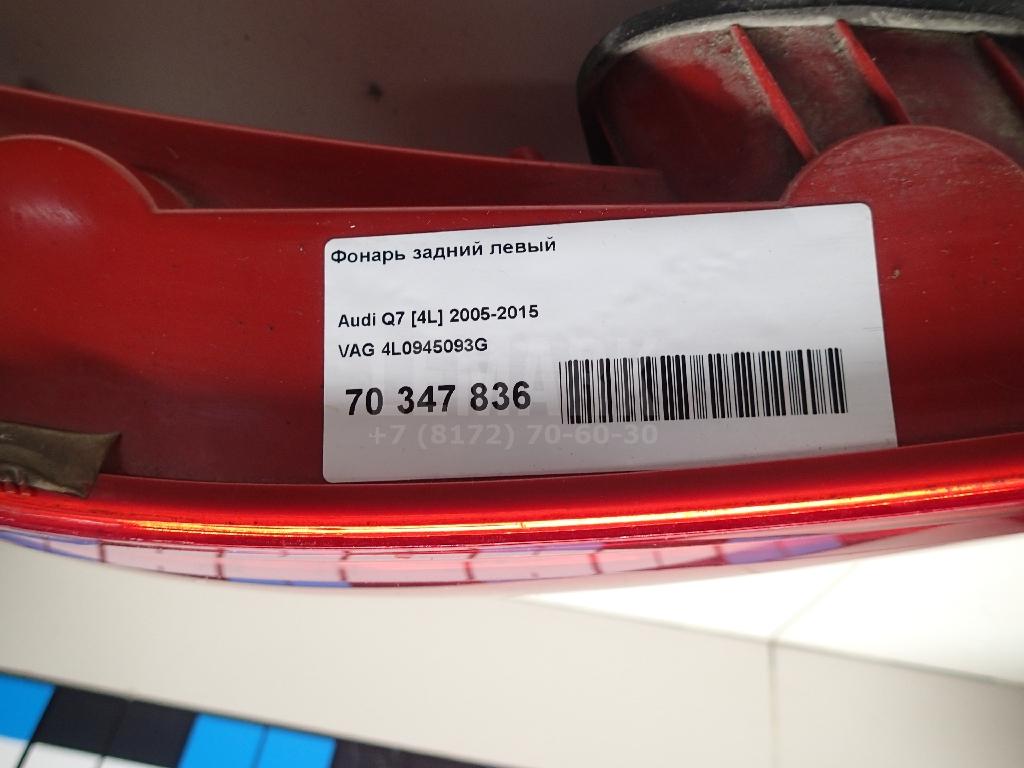 Фонарь задний левый
Audi Q7 [4L] 2005-2015
VAG 4L0945093G
70 347 836
+7 (8172) 70-60-30